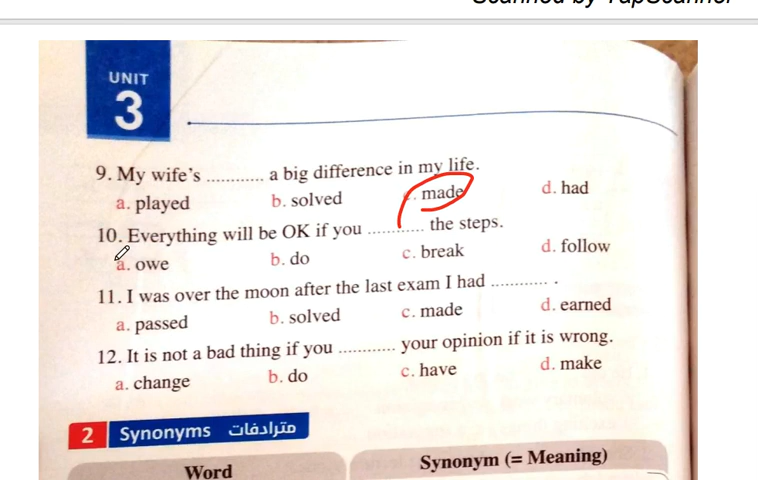 UNIT
3
9. My wife's ............ a big difference in my life.
a. played b. solved c. made d. had
10. Everything will be OK if you ............ the steps.
a. owe b. do c. break d. follow
11. I was over the moon after the last exam I had ............ .
a. passed b. solved c. made d. earned
12. It is not a bad thing if you ............ your opinion if it is wrong.
a. change b. do c. have d. make
2 Synonyms مترادفات
Word Synonym (= Meaning)